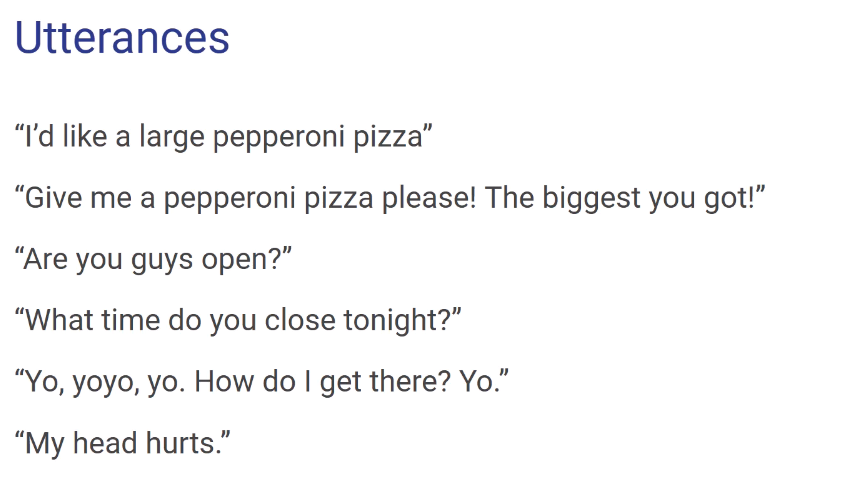 Utterances
“I’d like a large pepperoni pizza”
“Give me a pepperoni pizza please! The biggest you got!”
“Are you guys open?”
“What time do you close tonight?”
“Yo, yoyo, yo. How do I get there? Yo.”
“My head hurts.”